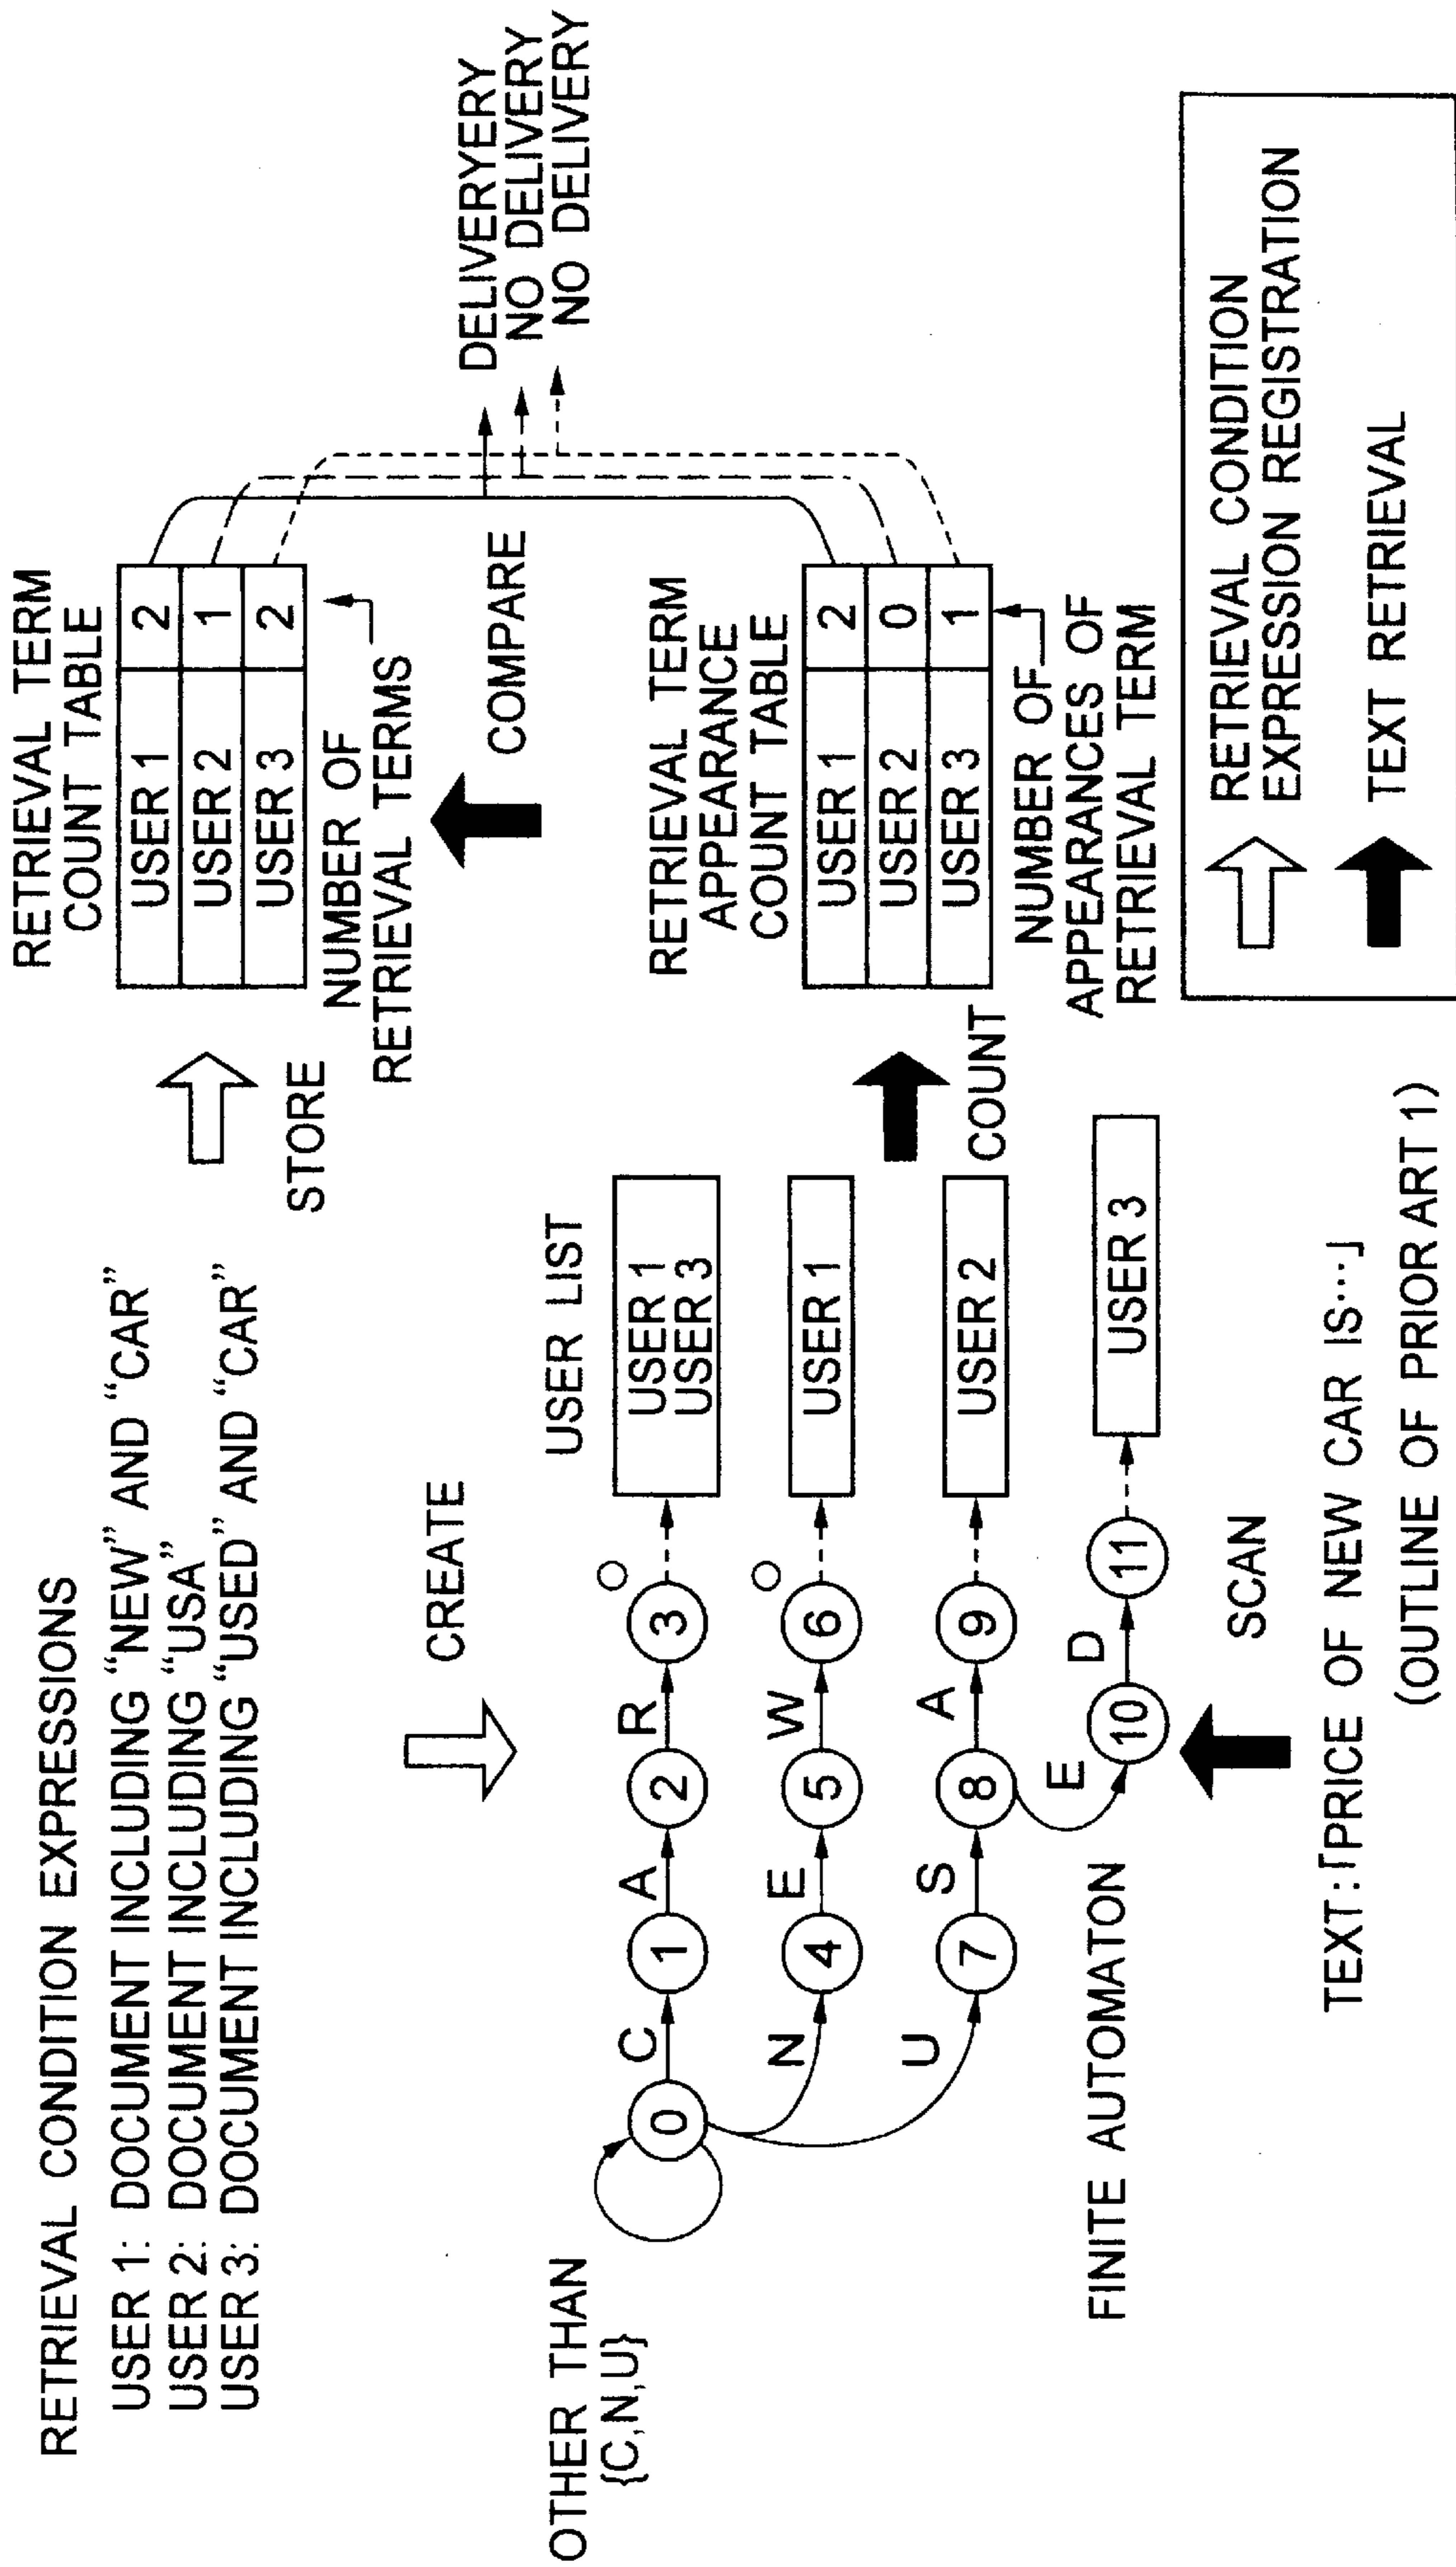 RETRIEVAL CONDITION EXPRESSIONS
USER 1: DOCUMENT INCLUDING “NEW” AND “CAR”
USER 2: DOCUMENT INCLUDING “USA”
USER 3: DOCUMENT INCLUDING “USED” AND “CAR”
STORE
RETRIEVAL TERM
COUNT TABLE
USER 1 2
USER 2 1
USER 3 2
NUMBER OF
RETRIEVAL TERMS
CREATE
COMPARE
DELIVERYERY
NO DELIVERY
NO DELIVERY
OTHER THAN
{C,N,U}
USER LIST
0 C 1 A 2 R 3
USER 1
USER 3
N 4 E 5 W 6
USER 1
U 7 S 8 A 9
USER 2
E 10 D 11
USER 3
FINITE AUTOMATON
COUNT
RETRIEVAL TERM
APPEARANCE
COUNT TABLE
USER 1 2
USER 2 0
USER 3 1
NUMBER OF
APPEARANCES OF
RETRIEVAL TERM
SCAN
TEXT:「PRICE OF NEW CAR IS···」
(OUTLINE OF PRIOR ART 1)
RETRIEVAL CONDITION
EXPRESSION REGISTRATION
TEXT RETRIEVAL